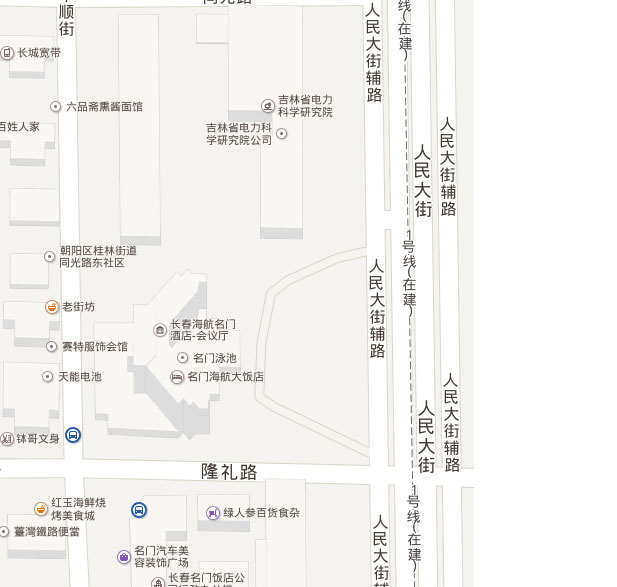 同光路
顺街
长城宽带
六品斋熏酱面馆
百姓人家
吉林省电力
科学研究院
吉林省电力科
学研究院公司
人民大街辅路
线(在建)
人民大街
人民大街辅路
朝阳区桂林街道
同光路东社区
老街坊
赛特服饰会馆
天能电池
钵哥文身
长春海航名门
酒店-会议厅
名门泳池
名门海航大饭店
人民大街辅路
1号线(在建)
人民大街
人民大街辅路
隆礼路
红玉海鲜烧
烤美食城
薹灣鐵路便當
绿人参百货食杂
名门汽车美
容装饰广场
长春名门饭店公
人民大街辅
1号线(在建)